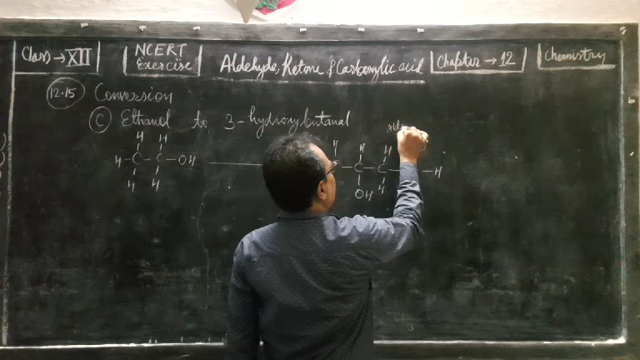 Class → XII
NCERT Exercise
Aldehyde, Ketone & Carboxylic acid
Chapter → 12
Chemistry
12.15 Conversion
C Ethanol to 3-hydroxybutanal
H H
H - C - C - OH
H H
H H H
C - C - H
OH H